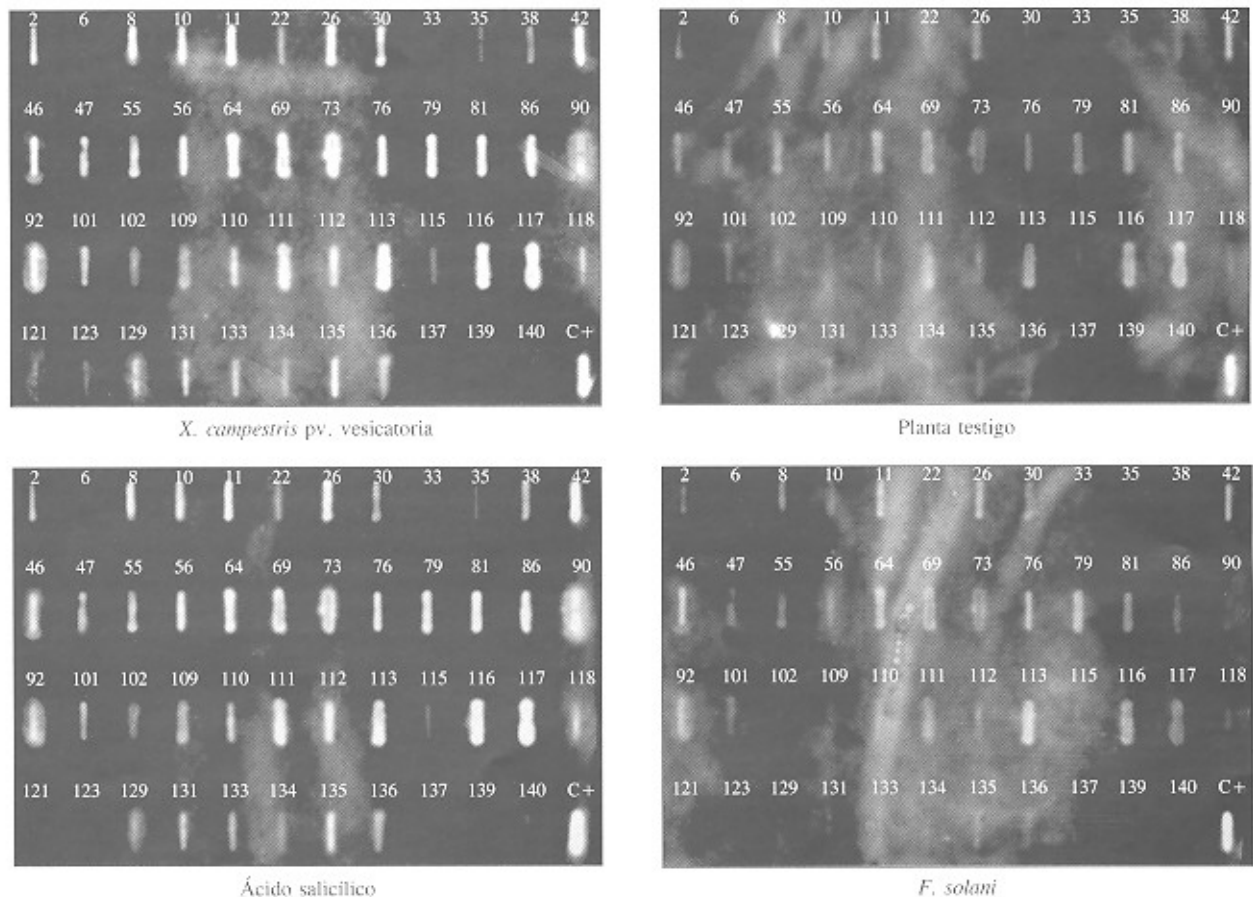 2 6 8 10 11 22 26 30 33 35 38 42
46 47 55 56 64 69 73 76 79 81 86 90
92 101 102 109 110 111 112 113 115 116 117 118
121 123 129 131 133 134 135 136 137 139 140 C+
X. campestris pv. vesicatoria
2 6 8 10 11 22 26 30 33 35 38 42
46 47 55 56 64 69 73 76 79 81 86 90
92 101 102 109 110 111 112 113 115 116 117 118
121 123 129 131 133 134 135 136 137 139 140 C+
Planta testigo
2 6 8 10 11 22 26 30 33 35 38 42
46 47 55 56 64 69 73 76 79 81 86 90
92 101 102 109 110 111 112 113 115 116 117 118
121 123 129 131 133 134 135 136 137 139 140 C+
Ácido salicílico
2 6 8 10 11 22 26 30 33 35 38 42
46 47 55 56 64 69 73 76 79 81 86 90
92 101 102 109 110 111 112 113 115 116 117 118
121 123 129 131 133 134 135 136 137 139 140 C+
F. solani